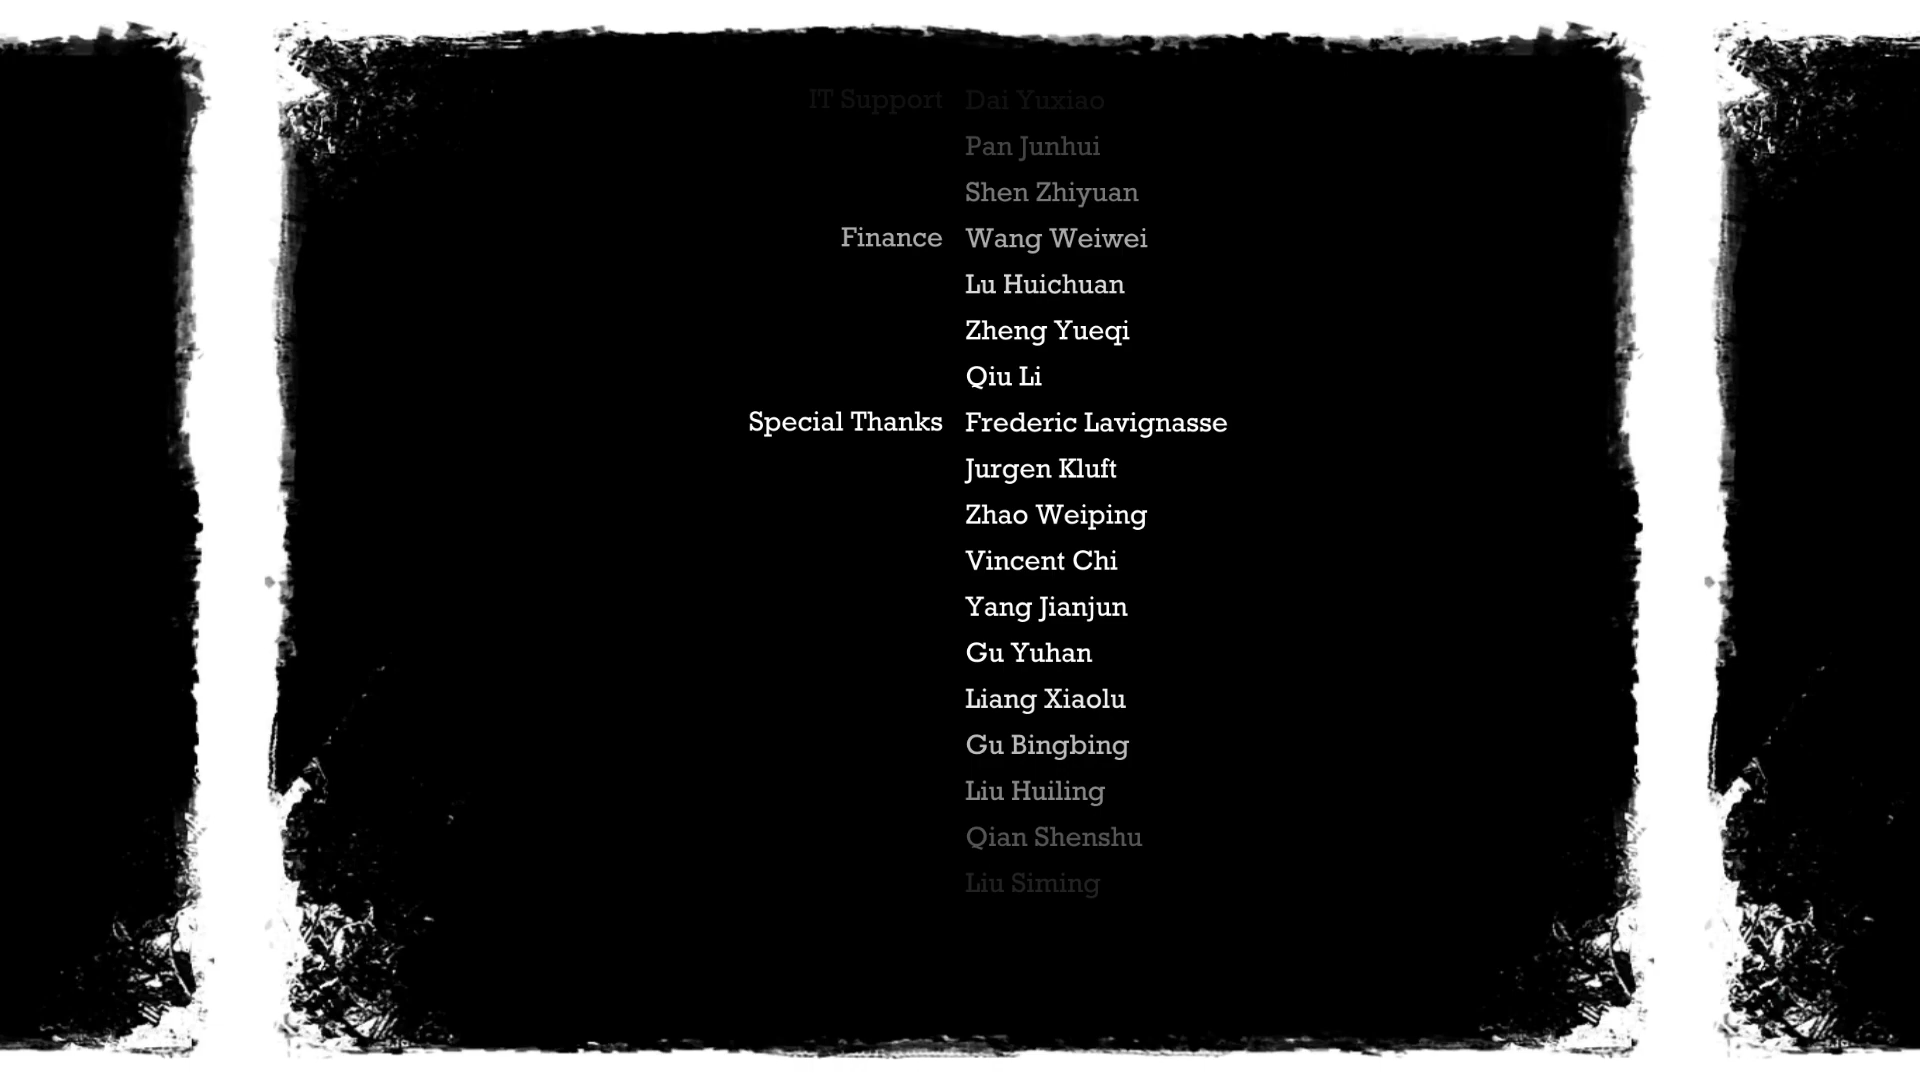 IT Support Dai Yuxiao
Pan Junhui
Shen Zhiyuan
Finance Wang Weiwei
Lu Huichuan
Zheng Yueqi
Qiu Li
Special Thanks Frederic Lavignasse
Jurgen Kluft
Zhao Weiping
Vincent Chi
Yang Jianjun
Gu Yuhan
Liang Xiaolu
Gu Bingbing
Liu Huiling
Qian Shenshu
Liu Siming